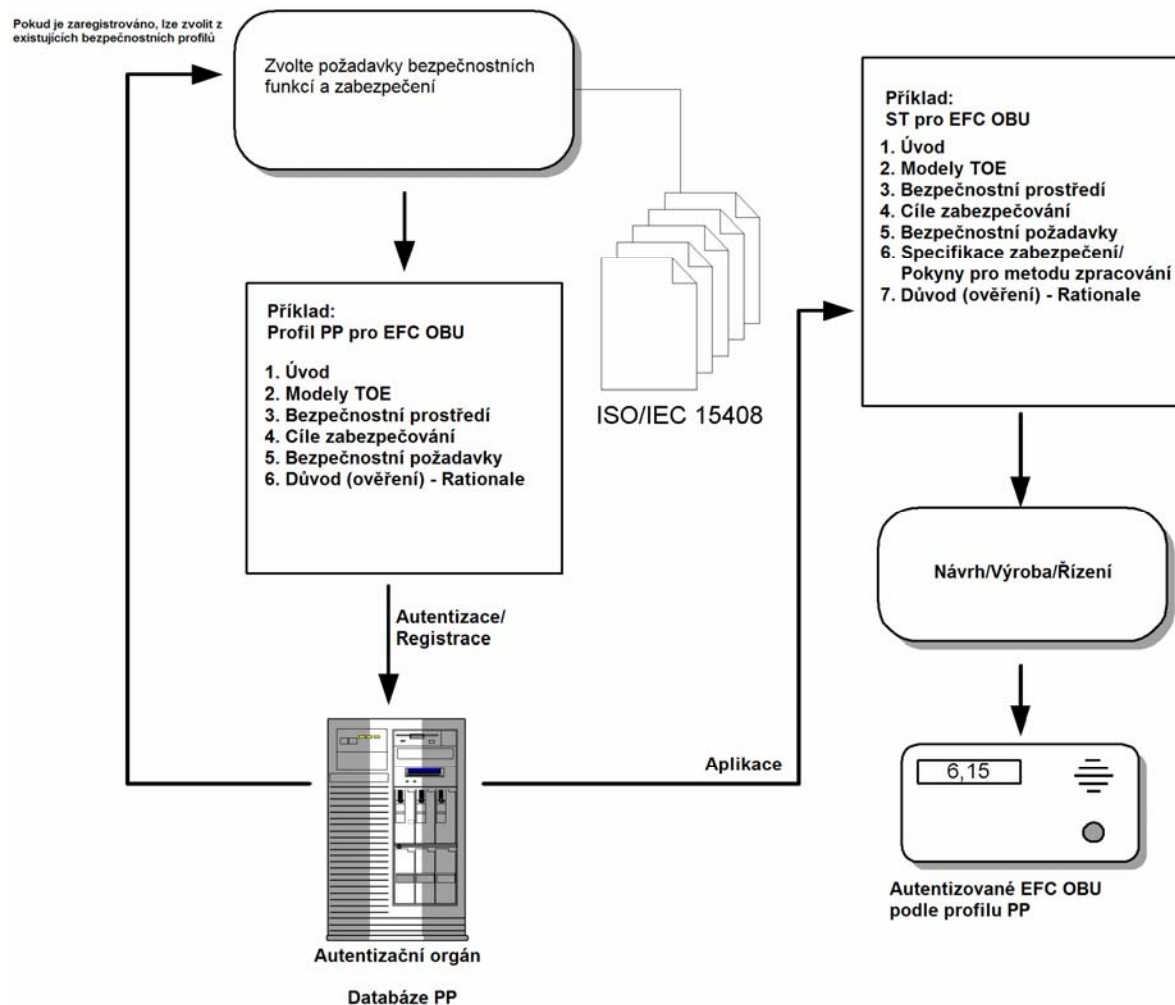 Pokud je zaregistrováno, lze zvolit z
existujících bezpečnostních profilů
Zvolte požadavky bezpečnostních
funkcí a zabezpečení
Příklad:
Profil PP pro EFC OBU
1. Úvod
2. Modely TOE
3. Bezpečnostní prostředí
4. Cíle zabezpečování
5. Bezpečnostní požadavky
6. Důvod (ověření) - Rationale
ISO/IEC 15408
Autentizace/
Registrace
Autentizační orgán
Databáze PP
Aplikace
Příklad:
ST pro EFC OBU
1. Úvod
2. Modely TOE
3. Bezpečnostní prostředí
4. Cíle zabezpečování
5. Bezpečnostní požadavky
6. Specifikace zabezpečení/
Pokyny pro metodu zpracování
7. Důvod (ověření) - Rationale
Návrh/Výroba/Řízení
6,15
Autentizované EFC OBU
podle profilu PP